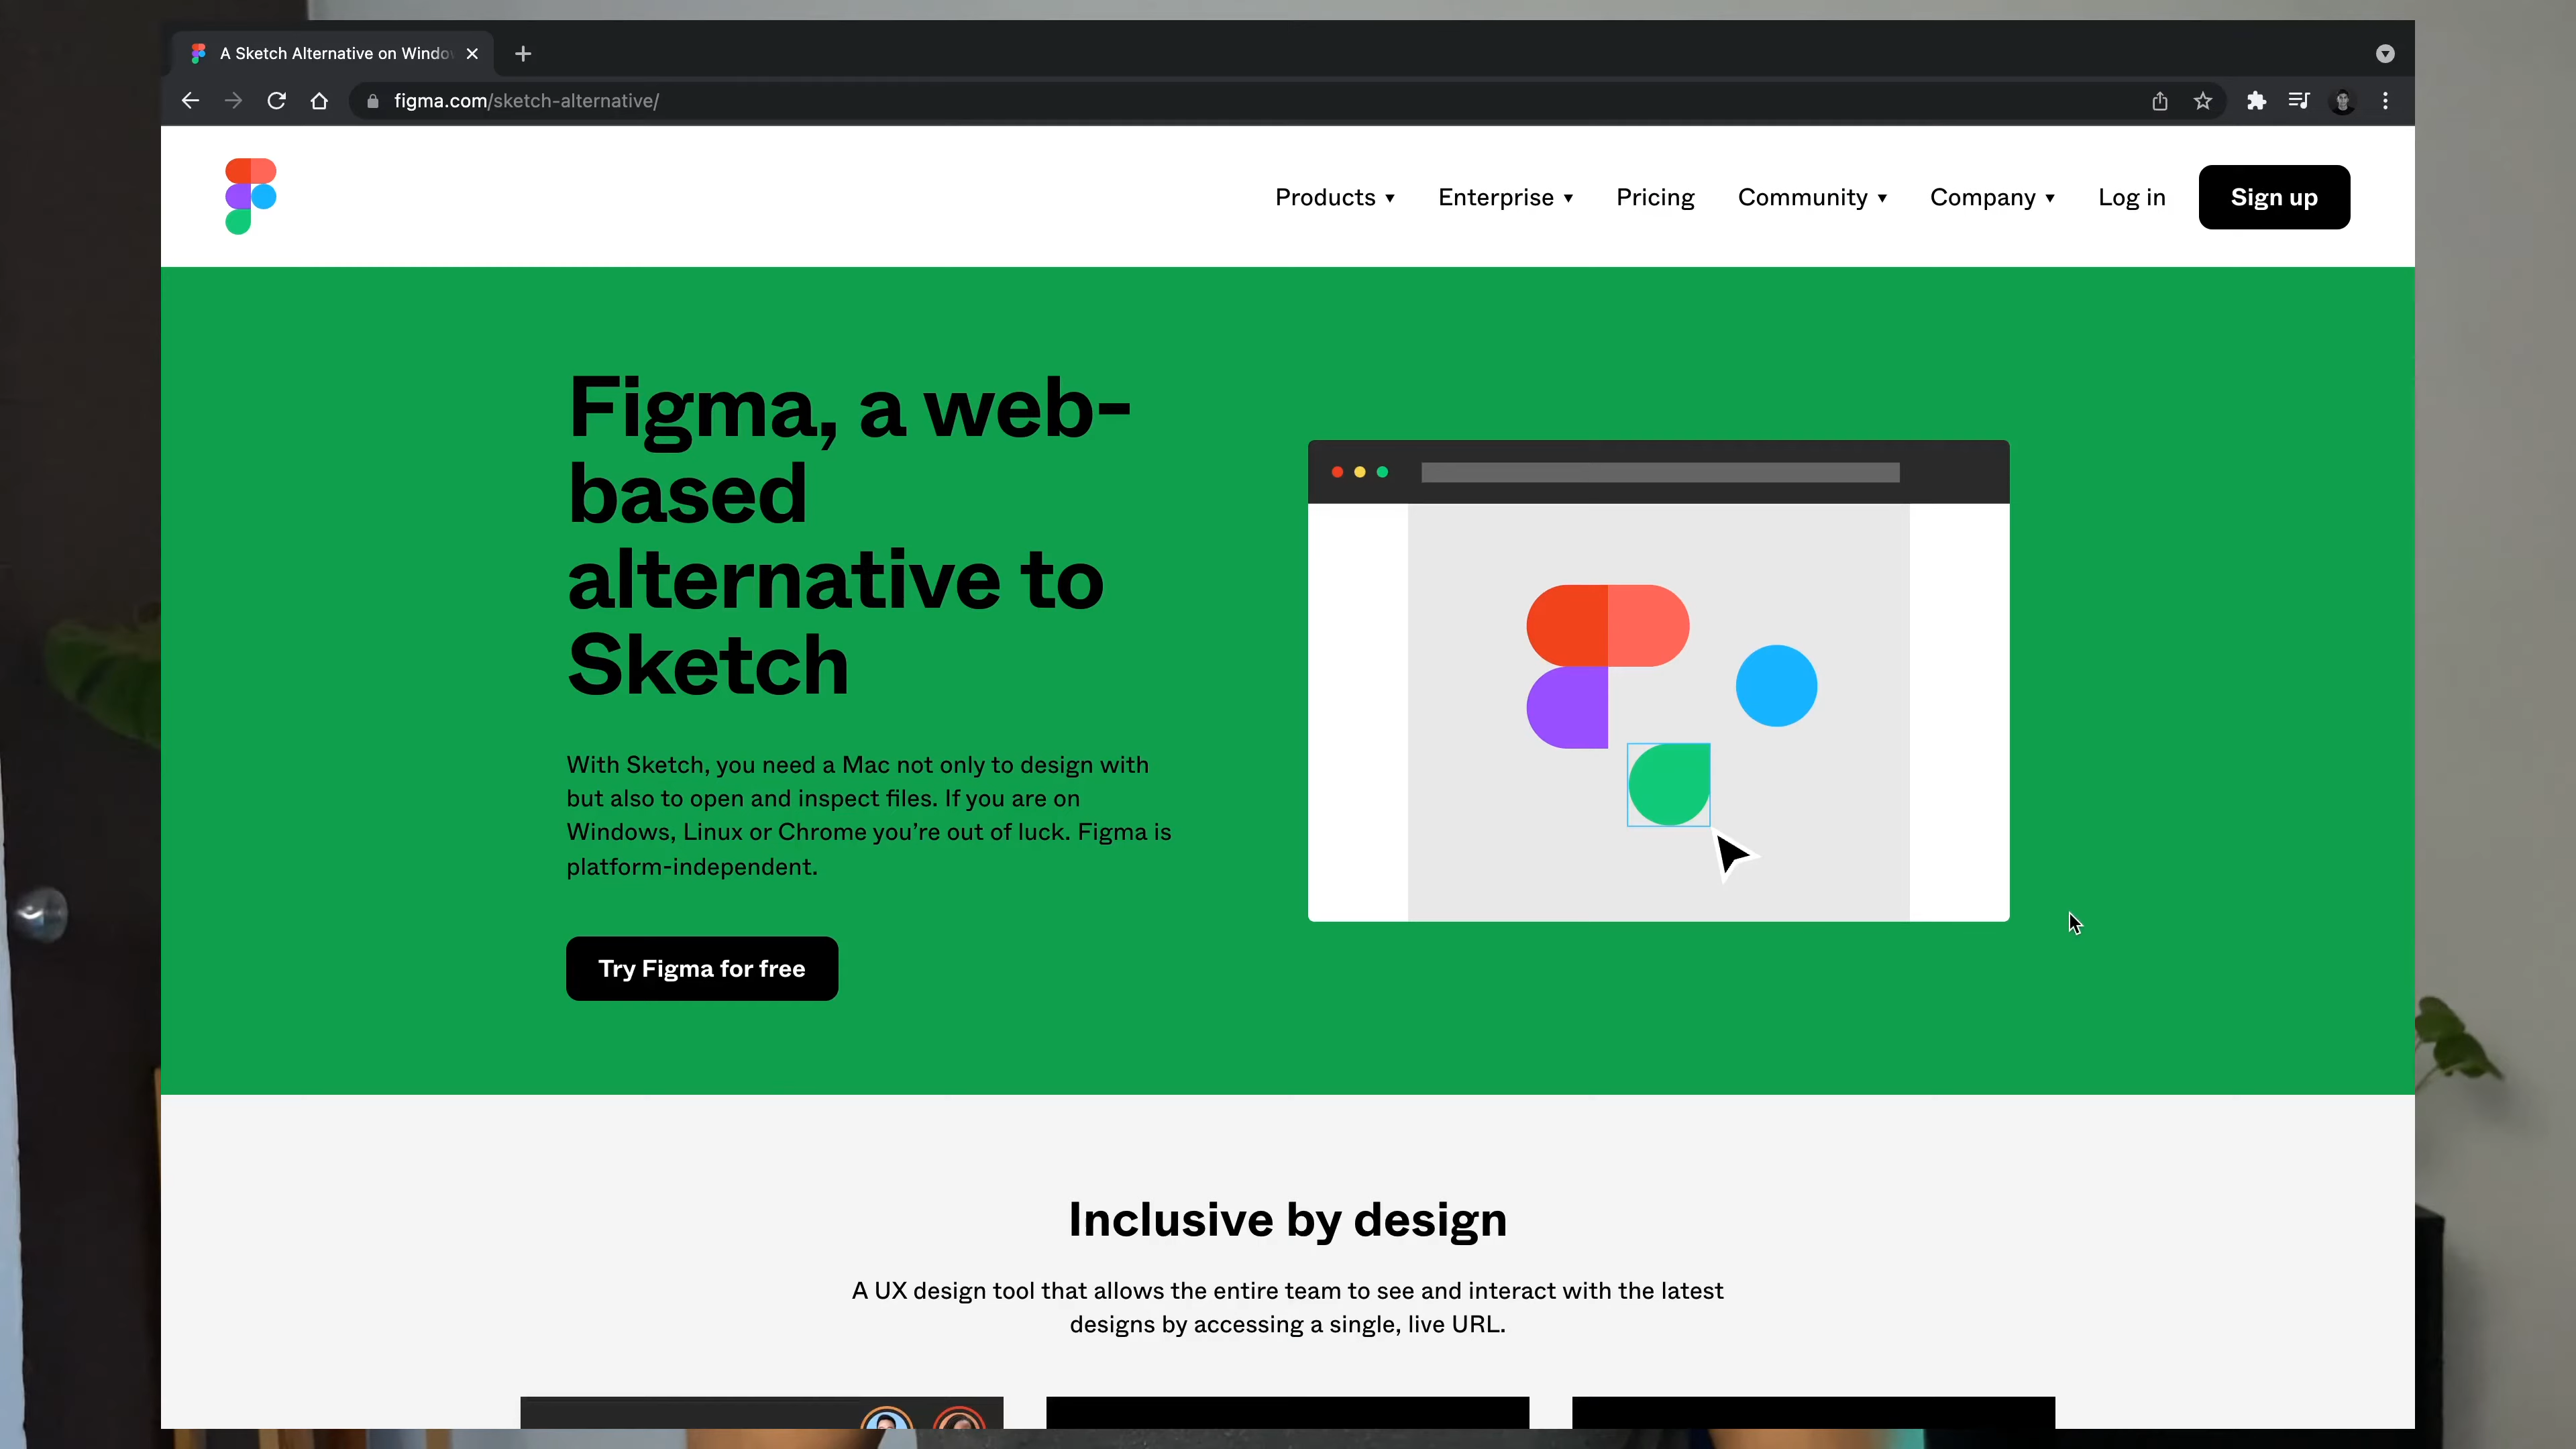 A Sketch Alternative on Windo
figma.com/sketch-alternative/
Products ▼ Enterprise ▼ Pricing Community ▼ Company ▼ Log in Sign up
Figma, a web-
based
alternative to
Sketch
With Sketch, you need a Mac not only to design with
but also to open and inspect files. If you are on
Windows, Linux or Chrome you’re out of luck. Figma is
platform-independent.
Try Figma for free
Inclusive by design
A UX design tool that allows the entire team to see and interact with the latest
designs by accessing a single, live URL.